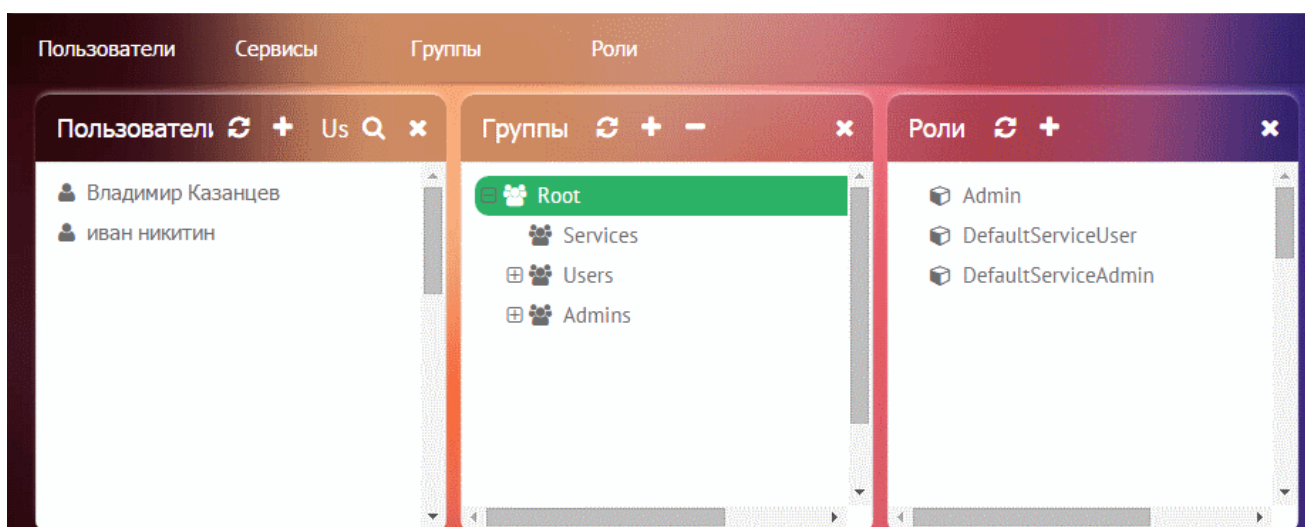 Пользователи Сервисы Группы Роли
Пользовател Us
Владимир Казанцев
иван никитин
Группы
Root
Services
Users
Admins
Роли
Admin
DefaultServiceUser
DefaultServiceAdmin